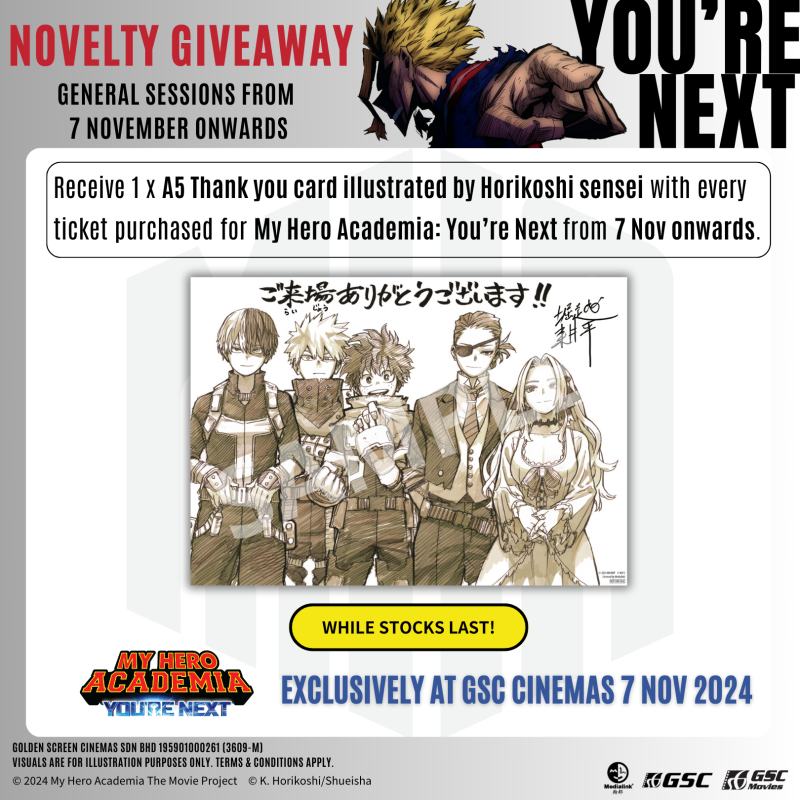 NOVELTY GIVEAWAY
GENERAL SESSIONS FROM
7 NOVEMBER ONWARDS
YOU'RE
NEXT
Receive 1 x A5 Thank you card illustrated by Horikoshi sensei with every
ticket purchased for My Hero Academia: You're Next from 7 Nov onwards.
ご来場ありがとうございます!!
らい じょう
堀越
耕平
SAMPLE
WHILE STOCKS LAST!
MY HERO
ACADEMIA
YOU'RE NEXT
EXCLUSIVELY AT GSC CINEMAS 7 NOV 2024
GOLDEN SCREEN CINEMAS SDN BHD 195901000261 (3609-M)
VISUALS ARE FOR ILLUSTRATION PURPOSES ONLY. TERMS & CONDITIONS APPLY.
© 2024 My Hero Academia The Movie Project © K. Horikoshi/Shueisha
Medialink
GSC
GSC
Movies